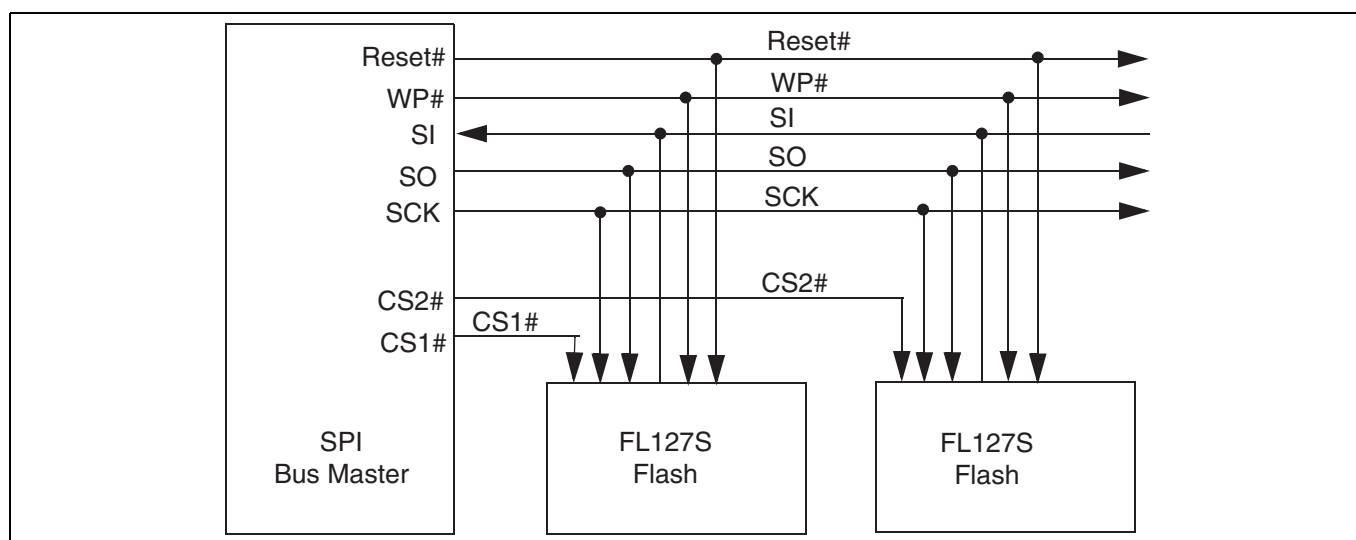 Reset#
Reset#
WP#
WP#
SI
SI
SO
SO
SCK
SCK
CS2#
CS2#
CS1#
CS1#
SPI
Bus Master
FL127S
Flash
FL127S
Flash